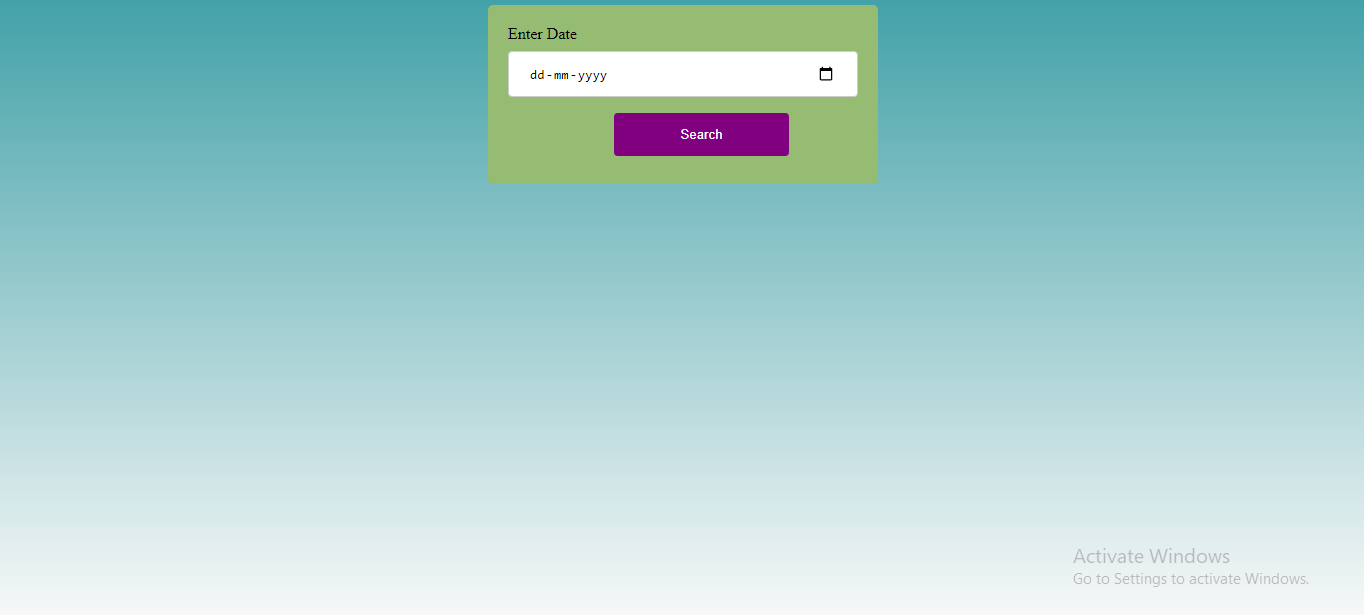 Enter Date
dd-mm-yyyy
Search
Activate Windows
Go to Settings to activate Windows.